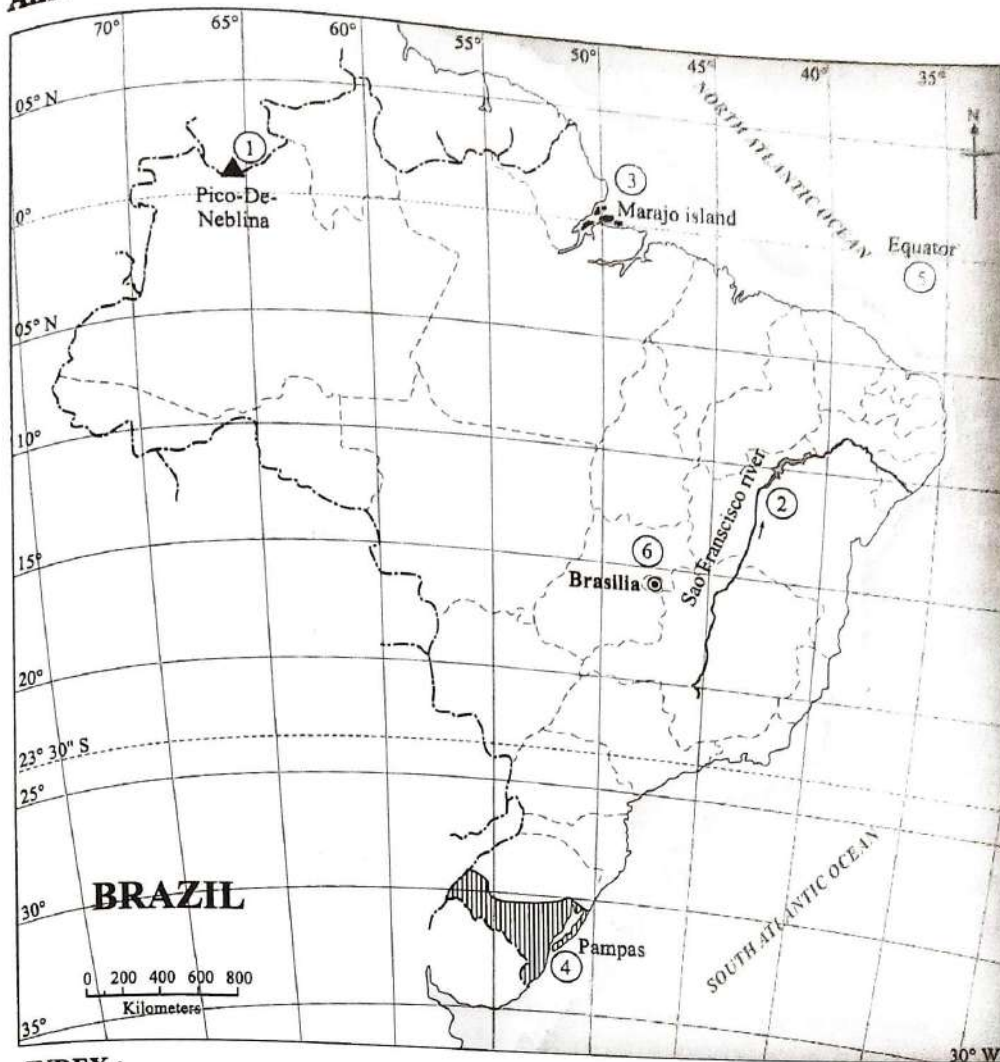 70°
65°
60°
55°
50°
45°
40°
35°
05° N
N
NORTH ATLANTIC OCEAN
1
Pico-De-
Neblina
3
Marajo island
0°
Equator
5
05° N
10°
Sao Franscisco river
2
15°
6
Brasilia
20°
23° 30" S
25°
SOUTH ATLANTIC OCEAN
BRAZIL
30°
Pampas
4
0 200 400 600 800
Kilometers
35°
30° W